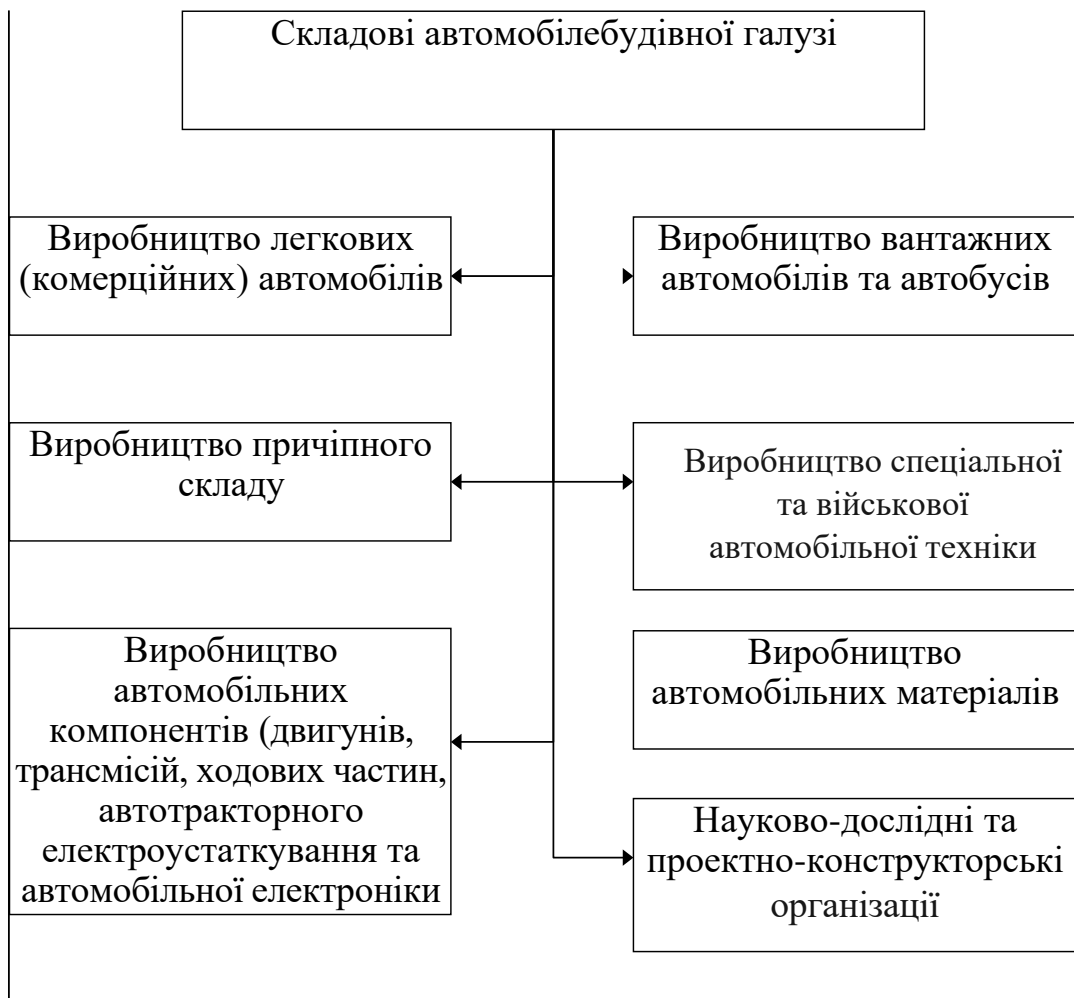 Складові автомобілебудівної галузі
Виробництво легкових
(комерційних) автомобілів
Виробництво вантажних
автомобілів та автобусів
Виробництво причіпного
складу
Виробництво спеціальної
та військової
автомобільної техніки
Виробництво
автомобільних
компонентів (двигунів,
трансмісій, ходових частин,
автотракторного
електроустаткування та
автомобільної електроніки
Виробництво
автомобільних матеріалів
Науково-дослідні та
проектно-конструкторські
організації